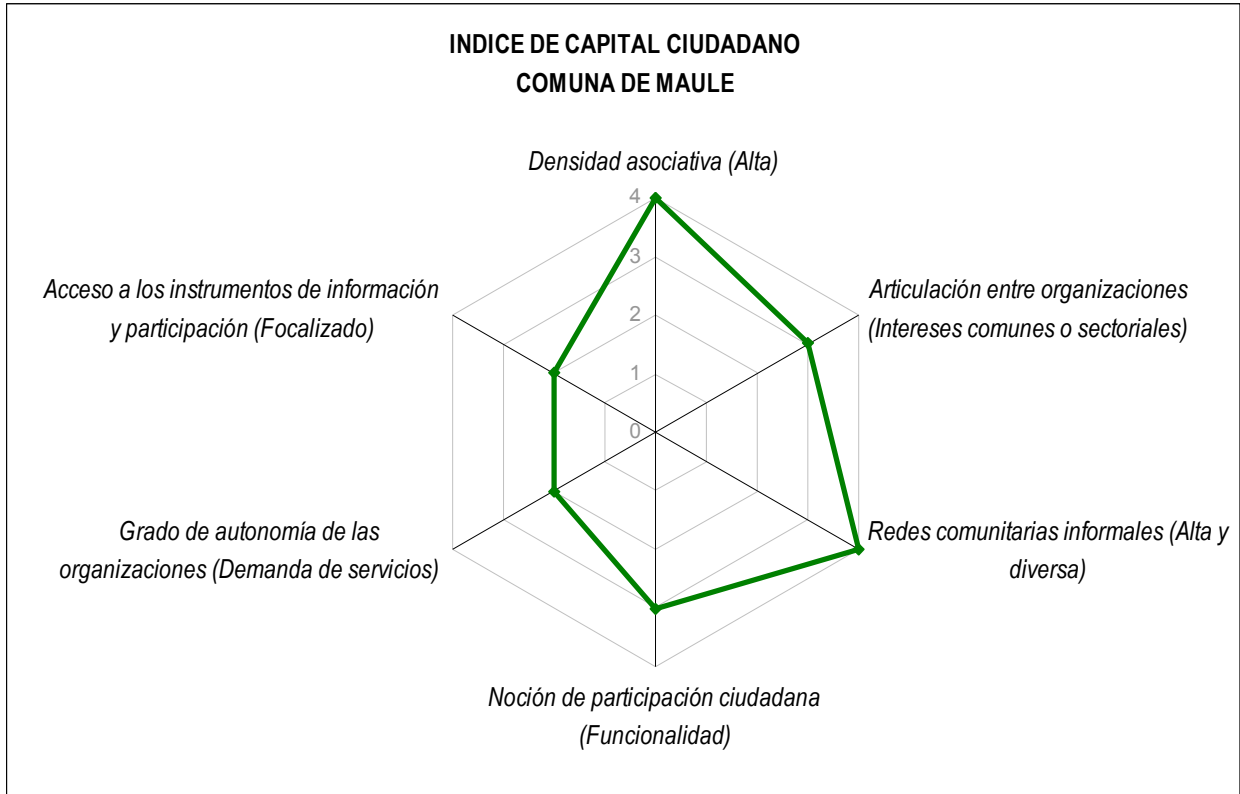 INDICE DE CAPITAL CIUDADANO
COMUNA DE MAULE
Densidad asociativa (Alta)
4
3
2
1
0
Articulación entre organizaciones
(Intereses comunes o sectoriales)
Redes comunitarias informales (Alta y
diversa)
Noción de participación ciudadana
(Funcionalidad)
Grado de autonomía de las
organizaciones (Demanda de servicios)
Acceso a los instrumentos de información
y participación (Focalizado)